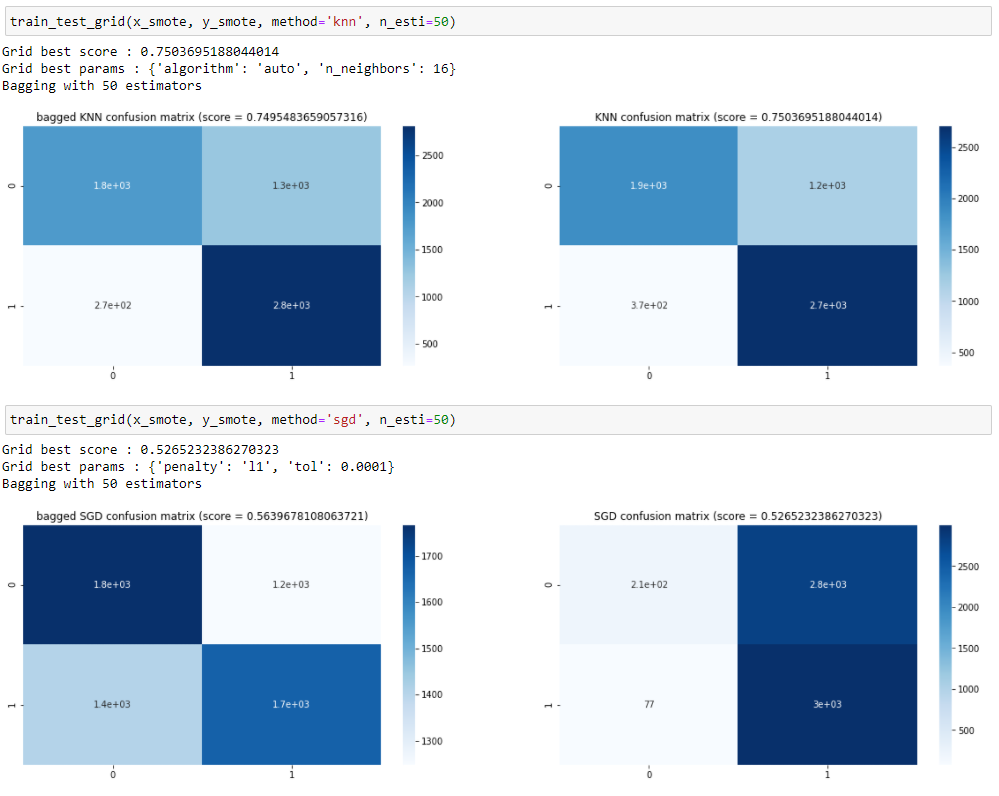 train_test_grid(x_smote, y_smote, method='knn', n_esti=50)
Grid best score : 0.7503695188044014
Grid best params : {'algorithm': 'auto', 'n_neighbors': 16}
Bagging with 50 estimators
bagged KNN confusion matrix (score = 0.7495483659057316)
0
1.8e+03
1.3e+03
1
2.7e+02
2.8e+03
0
1
2500
2000
1500
1000
500
KNN confusion matrix (score = 0.7503695188044014)
0
1.9e+03
1.2e+03
1
3.7e+02
2.7e+03
0
1
2500
2000
1500
1000
500
train_test_grid(x_smote, y_smote, method='sgd', n_esti=50)
Grid best score : 0.5265232386270323
Grid best params : {'penalty': 'l1', 'tol': 0.0001}
Bagging with 50 estimators
bagged SGD confusion matrix (score = 0.5639678108063721)
0
1.8e+03
1.2e+03
1
1.4e+03
1.7e+03
0
1
1700
1600
1500
1400
1300
SGD confusion matrix (score = 0.5265232386270323)
0
2.1e+02
2.8e+03
1
77
3e+03
0
1
2500
2000
1500
1000
500